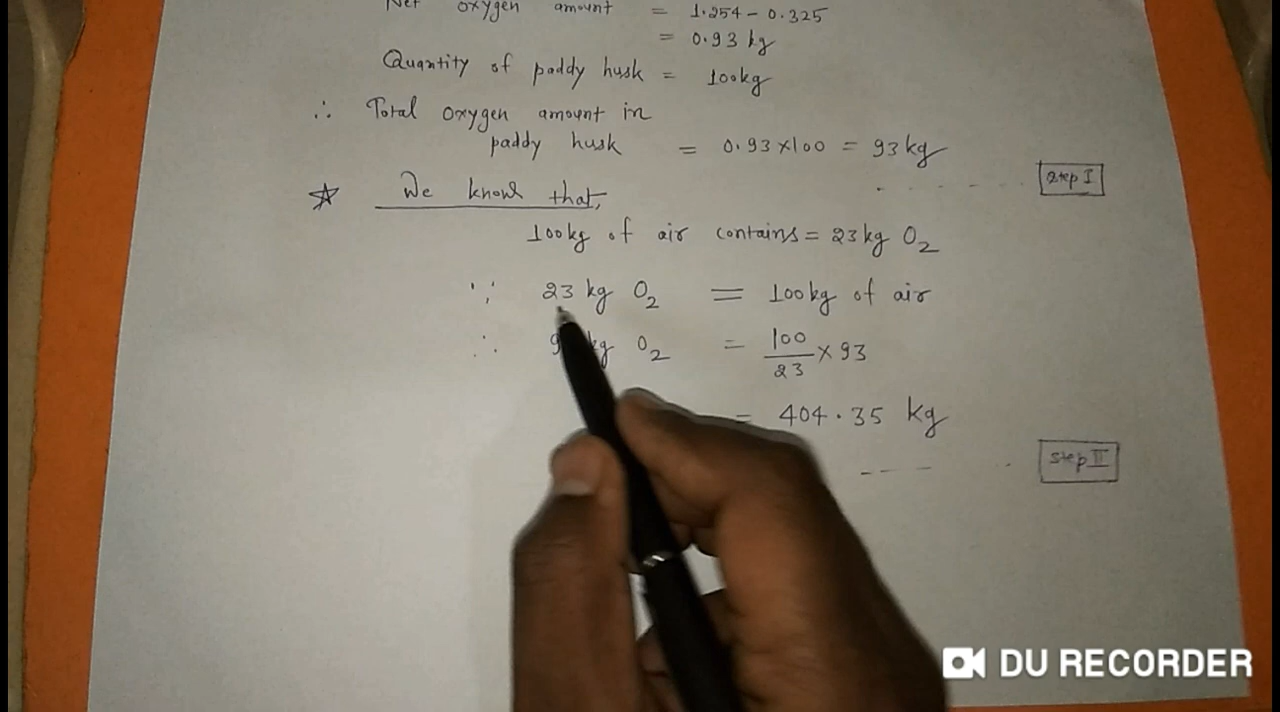 Net oxygen amount = 1.254 - 0.325
= 0.93 kg
Quantity of paddy husk = 100kg
∴ Total oxygen amount in
paddy husk = 0.93 x 100 = 93 kg
Step I
☆ We know that,
100kg of air contains = 23 kg O2
∵ 23 kg O2 = 100kg of air
∴ kg O2 = 100/23 x 93
= 404.35 kg
Step II
DU RECORDER